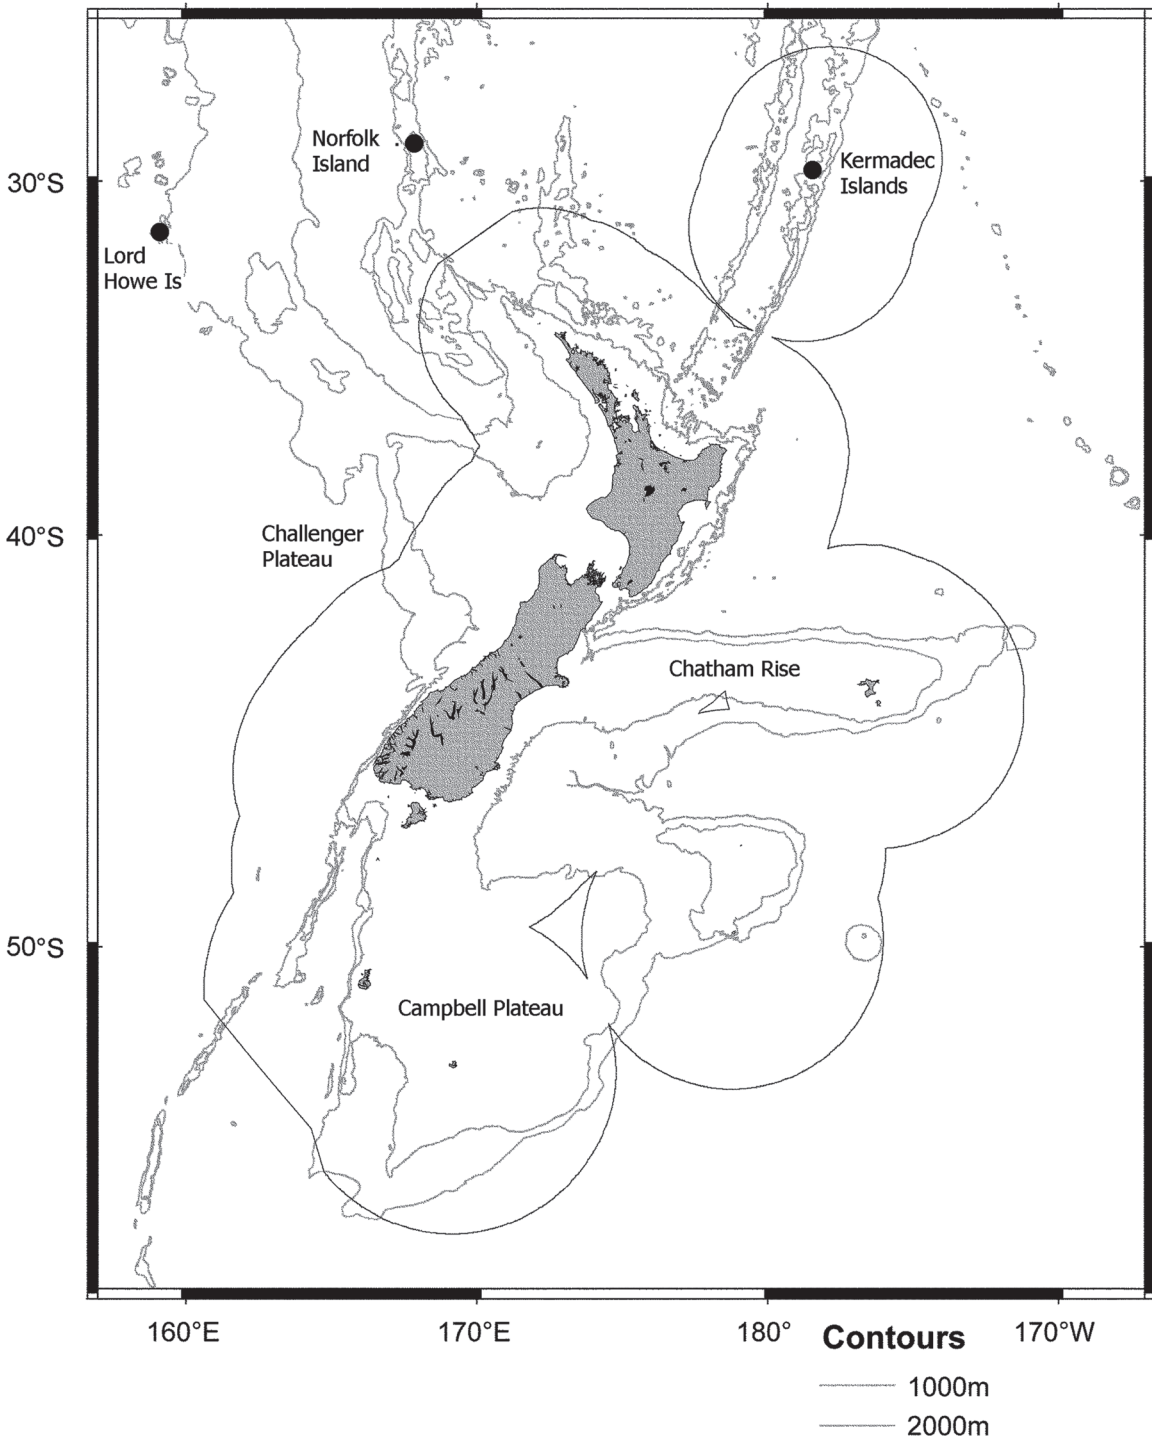 Norfolk
Island
Kermadec
Islands
30°S
Lord
Howe Is
40°S
Challenger
Plateau
Chatham Rise
50°S
Campbell Plateau
160°E
170°E
180°
170°W
Contours
1000m
2000m